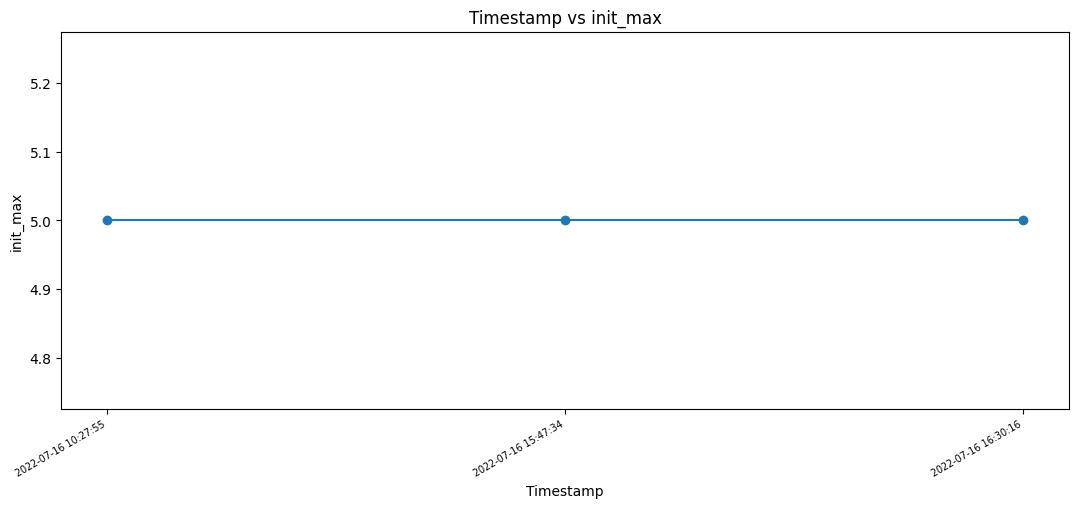 Timestamp vs init_max
5.2
5.1
5.0
4.9
4.8
init_max
2022-07-16 10:27:55
2022-07-16 15:47:34
2022-07-16 16:30:16
Timestamp